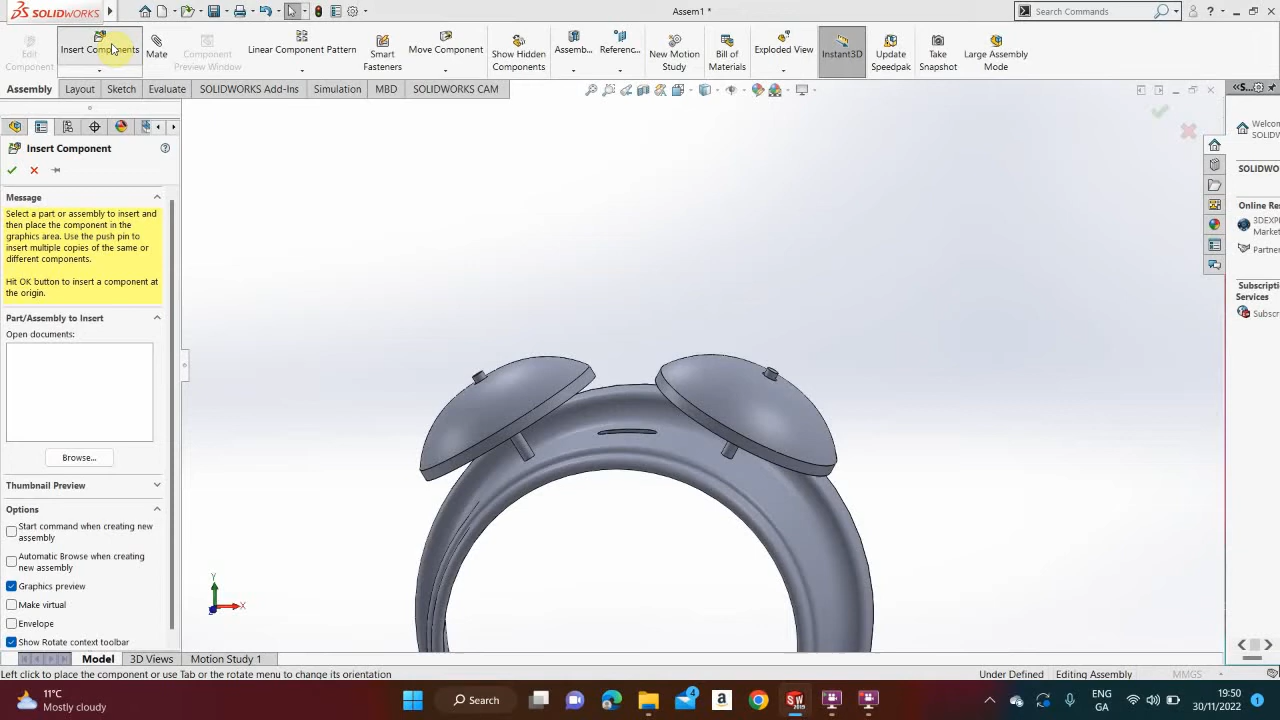 SOLIDWORKS
Assem1 *
Search Commands
Edit Component
Insert Components
Mate
Component Preview Window
Linear Component Pattern
Smart Fasteners
Move Component
Show Hidden Components
Assemb...
Referenc...
New Motion Study
Bill of Materials
Exploded View
Instant3D
Update Speedpak
Take Snapshot
Large Assembly Mode
Assembly
Layout
Sketch
Evaluate
SOLIDWORKS Add-Ins
Simulation
MBD
SOLIDWORKS CAM
Insert Component
Message
Select a part or assembly to insert and
then place the component in the
graphics area. Use the push pin to
insert multiple copies of the same or
different components.
Hit OK button to insert a component at
the origin.
Part/Assembly to Insert
Open documents:
Browse...
Thumbnail Preview
Options
Start command when creating new
assembly
Automatic Browse when creating
new assembly
Graphics preview
Make virtual
Envelope
Show Rotate context toolbar
Y
X
Z
Welcom
SOLIDWO
SOLIDWO
Online Re
3DEXP
Market
Partne
Subscriptio
Services
Subscr
Model
3D Views
Motion Study 1
Left click to place the component or use Tab or the rotate menu to change its orientation
Under Defined
Editing Assembly
MMGS
11°C
Mostly cloudy
Search
4
ENG
GA
19:50
30/11/2022
1